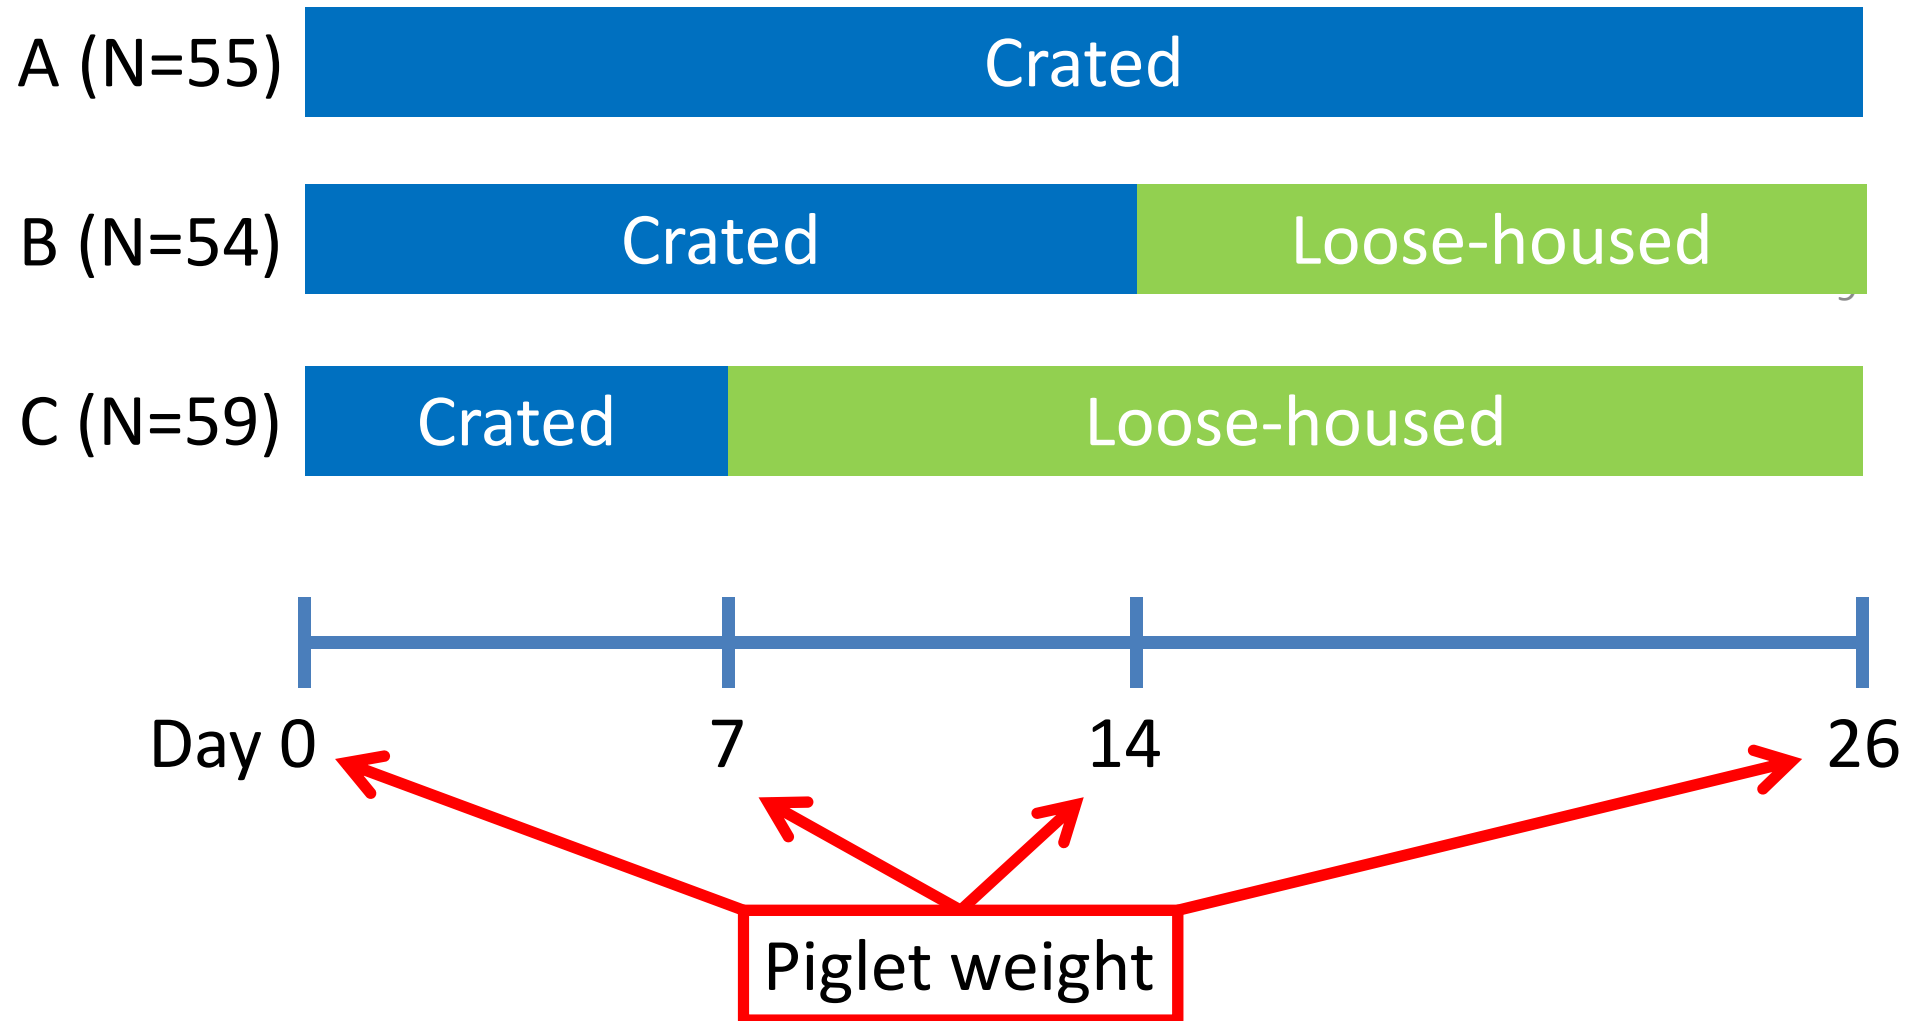 A (N=55)
Crated
B (N=54)
Crated
Loose-housed
C (N=59)
Crated
Loose-housed
Day 0
7
14
26
Piglet weight